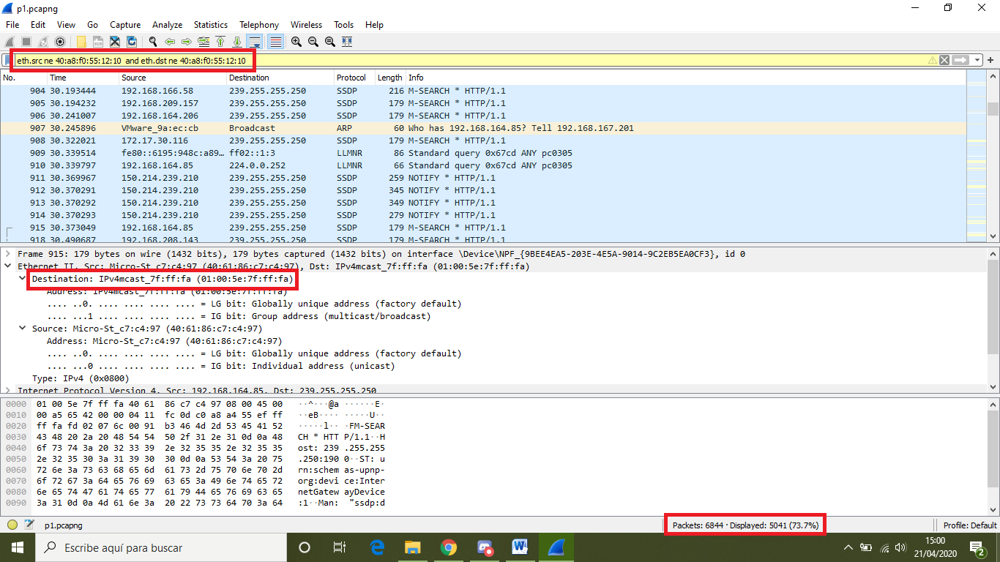 p1.pcapng
File Edit View Go Capture Analyze Statistics Telephony Wireless Tools Help
eth.src ne 40:a8:f0:55:12:10 and eth.dst ne 40:a8:f0:55:12:10
No. Time Source Destination Protocol Length Info
904 30.193444 192.168.166.58 239.255.255.250 SSDP 216 M-SEARCH * HTTP/1.1
905 30.194232 192.168.209.157 239.255.255.250 SSDP 179 M-SEARCH * HTTP/1.1
906 30.241007 192.168.164.206 239.255.255.250 SSDP 179 M-SEARCH * HTTP/1.1
907 30.245896 VMware_9a:ec:cb Broadcast ARP 60 Who has 192.168.164.85? Tell 192.168.167.201
908 30.322021 172.17.30.116 239.255.255.250 SSDP 179 M-SEARCH * HTTP/1.1
909 30.339514 fe80::6195:948c:a89… ff02::1:3 LLMNR 86 Standard query 0x67cd ANY pc0305
910 30.339797 192.168.164.85 224.0.0.252 LLMNR 66 Standard query 0x67cd ANY pc0305
911 30.369967 150.214.239.210 239.255.255.250 SSDP 259 NOTIFY * HTTP/1.1
912 30.370291 150.214.239.210 239.255.255.250 SSDP 345 NOTIFY * HTTP/1.1
913 30.370292 150.214.239.210 239.255.255.250 SSDP 349 NOTIFY * HTTP/1.1
914 30.370293 150.214.239.210 239.255.255.250 SSDP 279 NOTIFY * HTTP/1.1
915 30.373049 192.168.164.85 239.255.255.250 SSDP 179 M-SEARCH * HTTP/1.1
918 30.490687 192.168.208.143 239.255.255.250 SSDP 179 M-SEARCH * HTTP/1.1
Frame 915: 179 bytes on wire (1432 bits), 179 bytes captured (1432 bits) on interface \Device\NPF_{9BEE4EA5-203E-4E5A-9014-9C2EB5EA0CF3}, id 0
Ethernet II, Src: Micro-St_c7:c4:97 (40:61:86:c7:c4:97), Dst: IPv4mcast_7f:ff:fa (01:00:5e:7f:ff:fa)
Destination: IPv4mcast_7f:ff:fa (01:00:5e:7f:ff:fa)
Address: IPv4mcast_7f:ff:fa (01:00:5e:7f:ff:fa)
.... ..0. .... .... .... .... = LG bit: Globally unique address (factory default)
.... ...1 .... .... .... .... = IG bit: Group address (multicast/broadcast)
Source: Micro-St_c7:c4:97 (40:61:86:c7:c4:97)
Address: Micro-St_c7:c4:97 (40:61:86:c7:c4:97)
.... ..0. .... .... .... .... = LG bit: Globally unique address (factory default)
.... ...0 .... .... .... .... = IG bit: Individual address (unicast)
Type: IPv4 (0x0800)
Internet Protocol Version 4, Src: 192.168.164.85, Dst: 239.255.255.250
0000 01 00 5e 7f ff fa 40 61 86 c7 c4 97 08 00 45 00 ··^···@a ······E·
0010 00 a5 65 42 00 00 04 11 fc 0d c0 a8 a4 55 ef ff ··eB···· ·····U··
0020 ff fa fd 02 07 6c 00 91 b3 46 4d 2d 53 45 41 52 ·····l·· ·FM-SEAR
0030 43 48 20 2a 20 48 54 54 50 2f 31 2e 31 0d 0a 48 CH * HTT P/1.1··H
0040 6f 73 74 3a 20 32 33 39 2e 32 35 35 2e 32 35 35 ost: 239 .255.255
0050 2e 32 35 30 3a 31 39 30 30 0d 0a 53 54 3a 20 75 .250:190 0··ST: u
0060 72 6e 3a 73 63 68 65 6d 61 73 2d 75 70 6e 70 2d rn:schem as-upnp-
0070 6f 72 67 3a 64 65 76 69 63 65 3a 49 6e 74 65 72 org:devi ce:Inter
0080 6e 65 74 47 61 74 65 77 61 79 44 65 76 69 63 65 netGatew ayDevice
0090 3a 31 0d 0a 4d 61 6e 3a 20 22 73 73 64 70 3a 64 :1··Man: "ssdp:d
p1.pcapng Packets: 6844 · Displayed: 5041 (73.7%) Profile: Default
Escribe aquí para buscar
15:00
21/04/2020
2